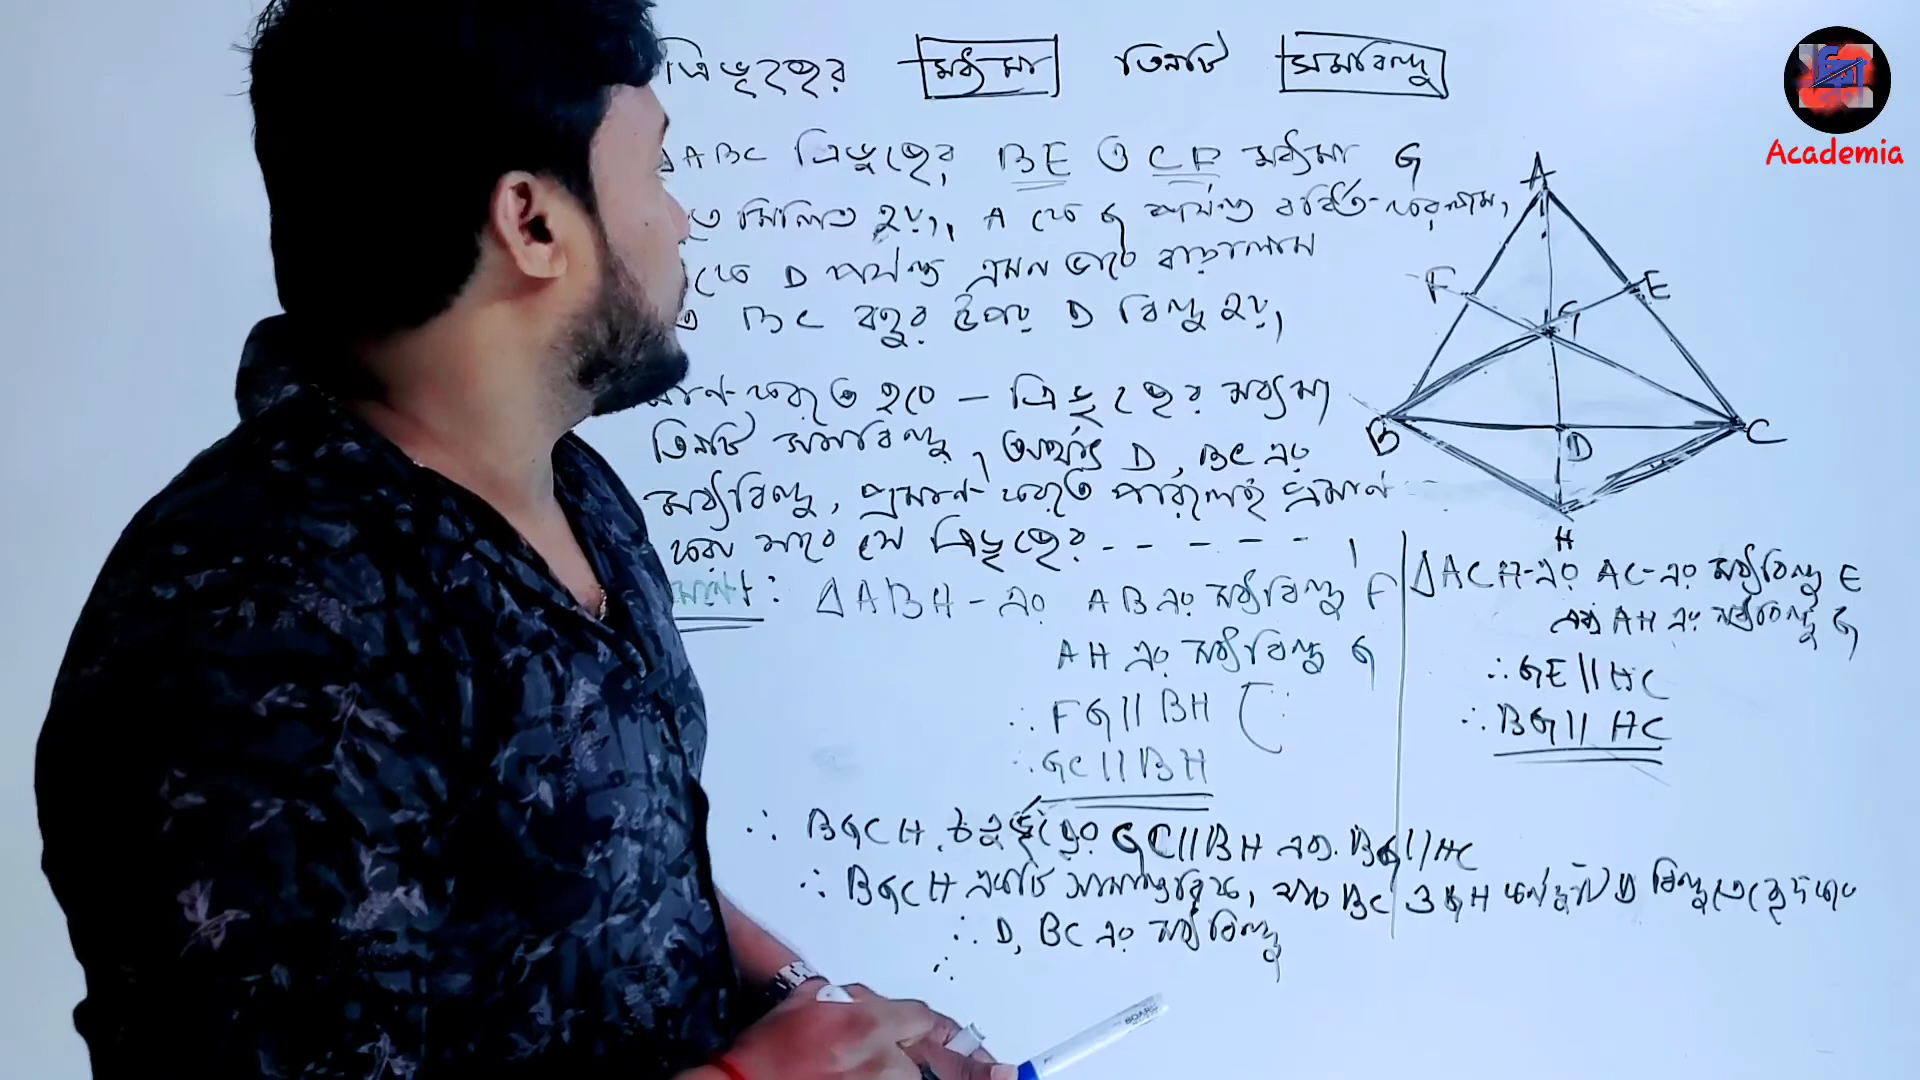 ত্রিভুজের মধ্যমা তিনটি সমবিন্দু
Academia
△ABC ত্রিভুজের, BE ও CF মধ্যমা G
তে মিলিত হয়, A থেকে G পর্যন্ত বর্ধিত করলাম,
থেকে D পর্যন্ত এমন ভাবে বাড়ালাম
BC বাহুর উপর D বিন্দু হয়,
করতে হবে – ত্রিভুজের মধ্যমা
তিনটি সমবিন্দু, অর্থাৎ D, BC এর
মধ্যবিন্দু, প্রমাণ করতে পারলেই প্রমাণ
করা যাবে যে ত্রিভুজের - - - - - - ।
A
F
E
G
B
D
C
H
প্রমাণ : △ABH-এর AB এর মধ্যবিন্দু F
AH এর মধ্যবিন্দু G
∴ FG || BH (∵
∴ GC || BH
△ACH-এর AC-এর মধ্যবিন্দু E
এবং AH এর মধ্যবিন্দু G
∴ GE || HC
∴ BG || HC
∴ BGCH চতুর্ভুজের GC || BH এবং BG || HC
∴ BGCH একটি সামান্তরিক, যার BC ও GH কর্ণদুটি D বিন্দুতে ছেদ করে
∴ D, BC এর মধ্যবিন্দু
∴
BOARD